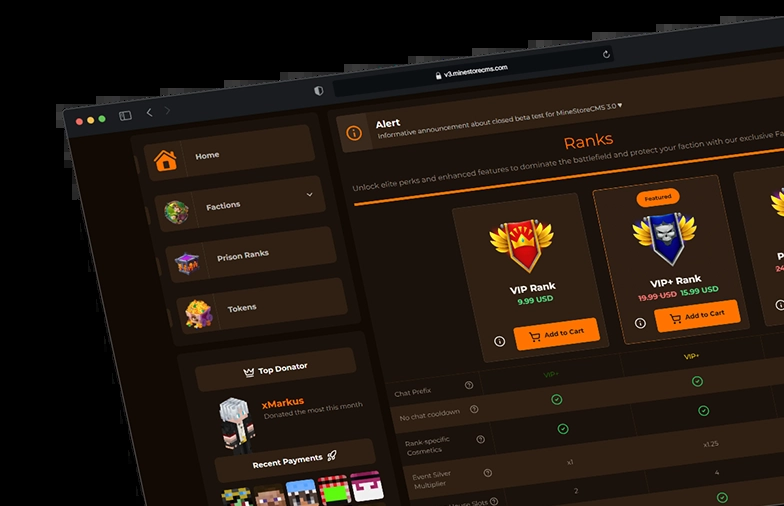 v3.minestorecms.com
Home
Factions
Prison Ranks
Tokens
Top Donator
xMarkus
Donated the most this month
Recent Payments
Alert
Informative announcement about closed beta test for MineStoreCMS 3.0
Ranks
Unlock elite perks and enhanced features to dominate the battlefield and protect your faction with our exclusive
VIP Rank
9.99 USD
Add to Cart
Featured
VIP+ Rank
19.99 USD 15.99 USD
Add to Cart
VIP+ VIP+
Chat Prefix
No chat cooldown
Rank-specific
Cosmetics
Event Silver
Multiplier
x1 x1.25
Slots 2 4